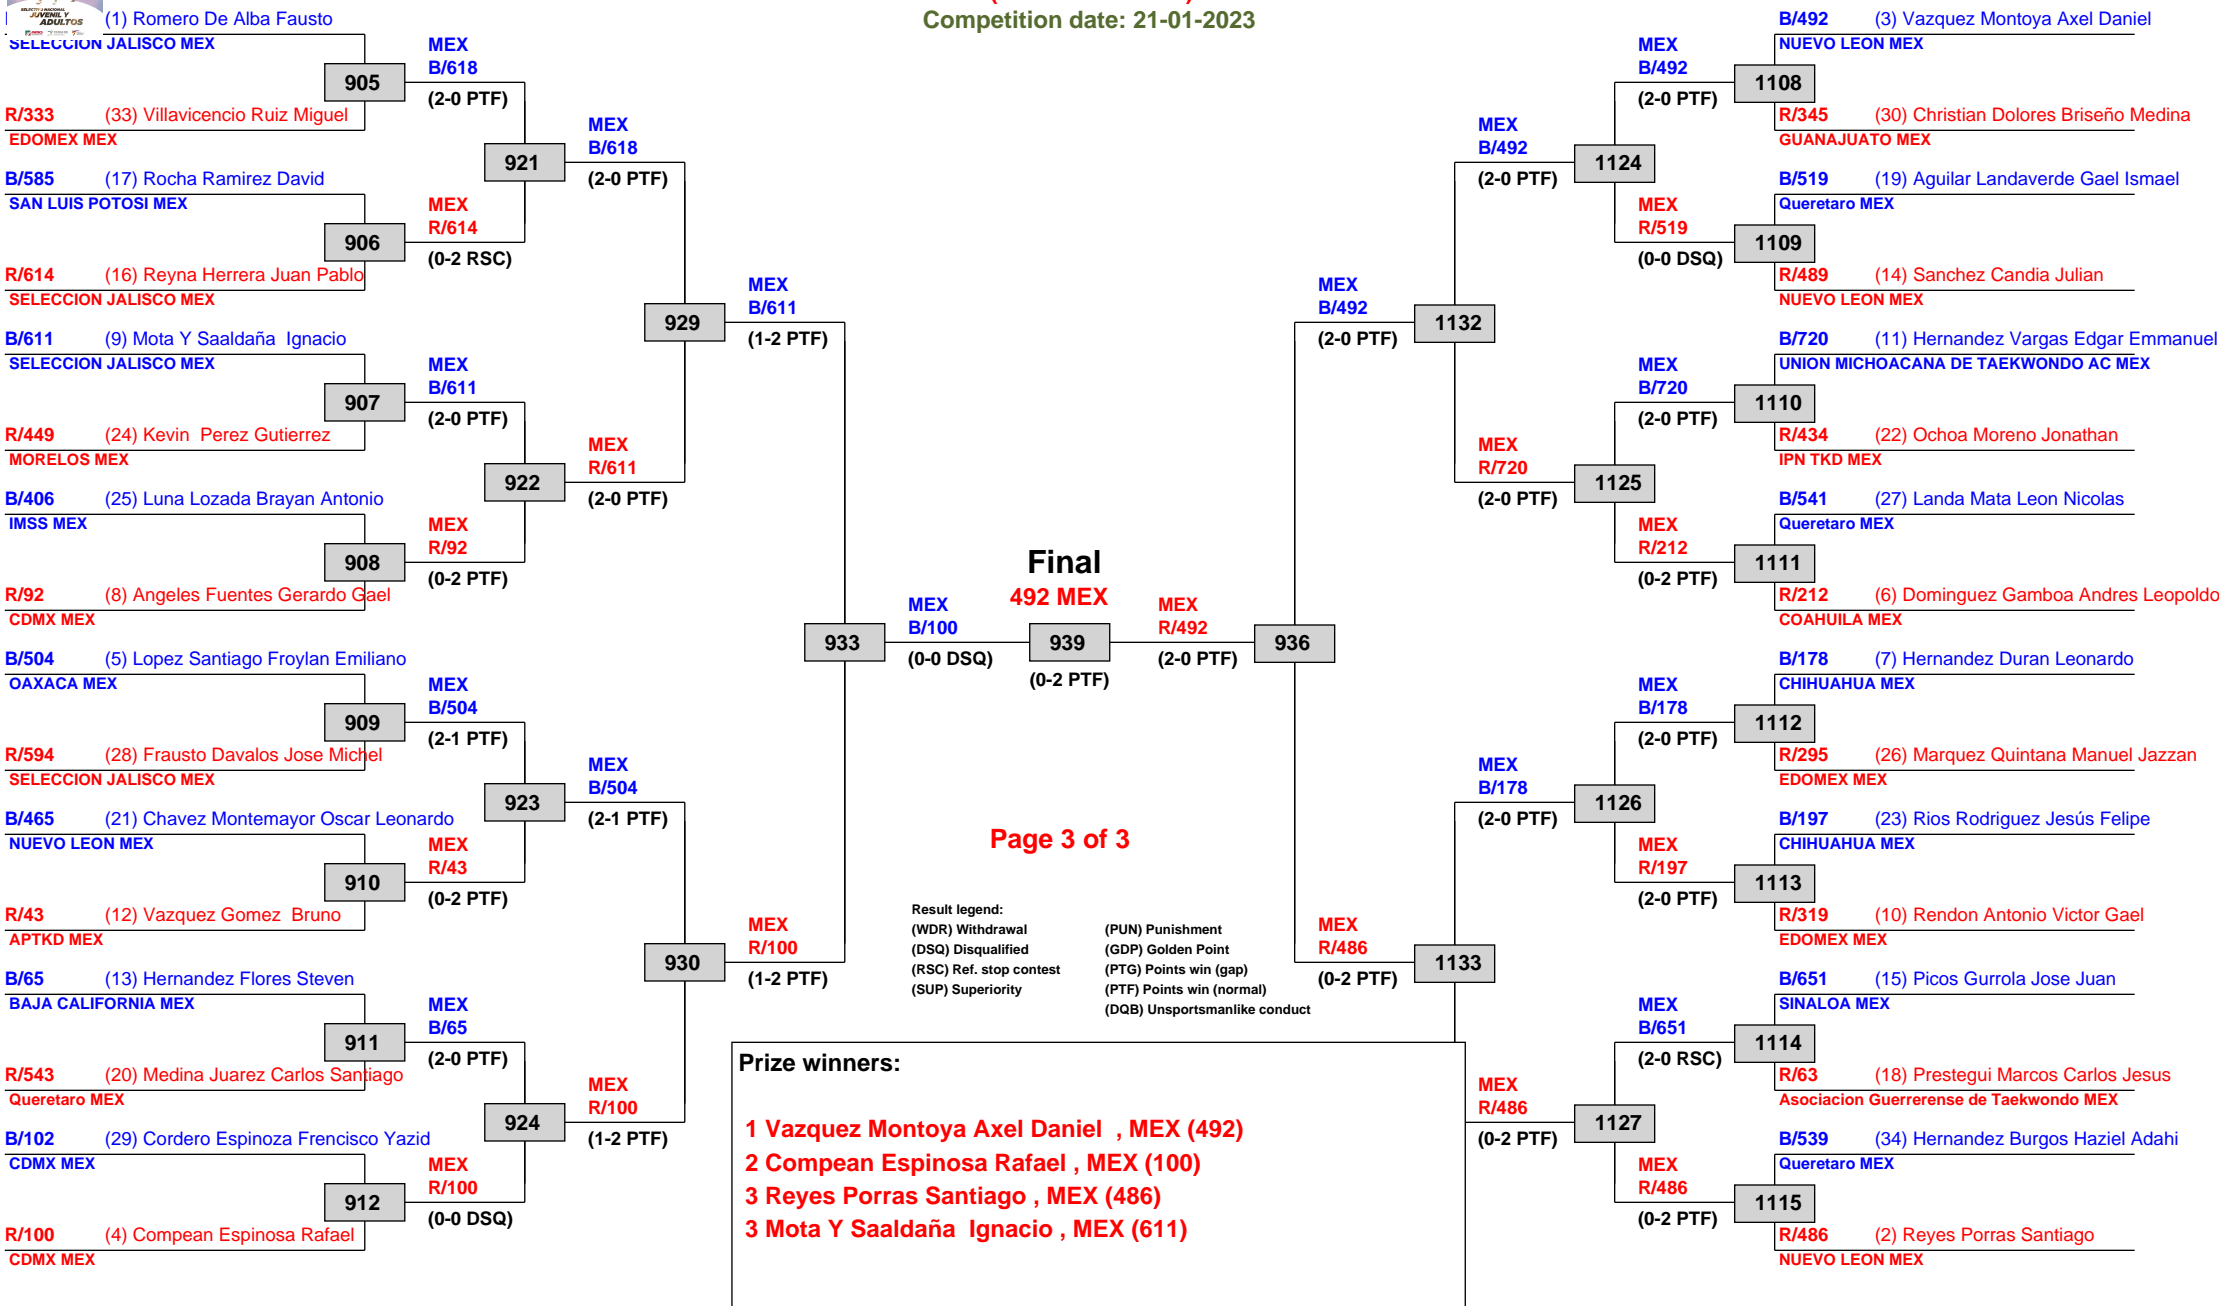 SELECTIVO NACIONAL
JUVENIL Y
ADULTOS
Competition date: 21-01-2023
(1) Romero De Alba Fausto
SELECCION JALISCO MEX
905
R/333 (33) Villavicencio Ruiz Miguel
EDOMEX MEX
B/585 (17) Rocha Ramirez David
SAN LUIS POTOSI MEX
906
R/614 (16) Reyna Herrera Juan Pablo
SELECCION JALISCO MEX
B/611 (9) Mota Y Saaldaña Ignacio
SELECCION JALISCO MEX
907
R/449 (24) Kevin Perez Gutierrez
MORELOS MEX
B/406 (25) Luna Lozada Brayan Antonio
IMSS MEX
908
R/92 (8) Angeles Fuentes Gerardo Gael
CDMX MEX
B/504 (5) Lopez Santiago Froylan Emiliano
OAXACA MEX
909
R/594 (28) Frausto Davalos Jose Michel
SELECCION JALISCO MEX
B/465 (21) Chavez Montemayor Oscar Leonardo
NUEVO LEON MEX
910
R/43 (12) Vazquez Gomez Bruno
APTKD MEX
B/65 (13) Hernandez Flores Steven
BAJA CALIFORNIA MEX
911
R/543 (20) Medina Juarez Carlos Santiago
Queretaro MEX
B/102 (29) Cordero Espinoza Frencisco Yazid
CDMX MEX
912
R/100 (4) Compean Espinosa Rafael
CDMX MEX
MEX
B/618
(2-0 PTF)
921
MEX
R/614
(0-2 RSC)
MEX
B/611
(2-0 PTF)
922
MEX
R/92
(0-2 PTF)
MEX
B/504
(2-1 PTF)
923
MEX
R/43
(0-2 PTF)
MEX
B/65
(2-0 PTF)
924
MEX
R/100
(0-0 DSQ)
MEX
B/618
(2-0 PTF)
929
MEX
R/611
(2-0 PTF)
MEX
B/504
(2-1 PTF)
930
MEX
R/100
(1-2 PTF)
MEX
B/611
(1-2 PTF)
933
MEX
R/100
(1-2 PTF)
MEX
B/100
(0-0 DSQ)
Final
492 MEX
939
(0-2 PTF)
MEX
R/492
(2-0 PTF)
936
MEX
B/492
(2-0 PTF)
1132
MEX
R/486
(0-2 PTF)
1133
MEX
B/492
(2-0 PTF)
1124
MEX
R/720
(2-0 PTF)
1125
MEX
B/178
(2-0 PTF)
1126
MEX
R/486
(0-2 PTF)
1127
MEX
B/492
(2-0 PTF)
1108
MEX
R/519
(0-0 DSQ)
1109
MEX
B/720
(2-0 PTF)
1110
MEX
R/212
(0-2 PTF)
1111
MEX
B/178
(2-0 PTF)
1112
MEX
R/197
(2-0 PTF)
1113
MEX
B/651
(2-0 RSC)
1114
MEX
R/486
(0-2 PTF)
1115
B/492 (3) Vazquez Montoya Axel Daniel
NUEVO LEON MEX
R/345 (30) Christian Dolores Briseño Medina
GUANAJUATO MEX
B/519 (19) Aguilar Landaverde Gael Ismael
Queretaro MEX
R/489 (14) Sanchez Candia Julian
NUEVO LEON MEX
B/720 (11) Hernandez Vargas Edgar Emmanuel
UNION MICHOACANA DE TAEKWONDO AC MEX
R/434 (22) Ochoa Moreno Jonathan
IPN TKD MEX
B/541 (27) Landa Mata Leon Nicolas
Queretaro MEX
R/212 (6) Dominguez Gamboa Andres Leopoldo
COAHUILA MEX
B/178 (7) Hernandez Duran Leonardo
CHIHUAHUA MEX
R/295 (26) Marquez Quintana Manuel Jazzan
EDOMEX MEX
B/197 (23) Rios Rodriguez Jesús Felipe
CHIHUAHUA MEX
R/319 (10) Rendon Antonio Victor Gael
EDOMEX MEX
B/651 (15) Picos Gurrola Jose Juan
SINALOA MEX
R/63 (18) Prestegui Marcos Carlos Jesus
Asociacion Guerrerense de Taekwondo MEX
B/539 (34) Hernandez Burgos Haziel Adahi
Queretaro MEX
R/486 (2) Reyes Porras Santiago
NUEVO LEON MEX
Page 3 of 3
Result legend:
(WDR) Withdrawal (PUN) Punishment
(DSQ) Disqualified (GDP) Golden Point
(RSC) Ref. stop contest (PTG) Points win (gap)
(SUP) Superiority (PTF) Points win (normal)
(DQB) Unsportsmanlike conduct
Prize winners:
1 Vazquez Montoya Axel Daniel , MEX (492)
2 Compean Espinosa Rafael , MEX (100)
3 Reyes Porras Santiago , MEX (486)
3 Mota Y Saaldaña Ignacio , MEX (611)